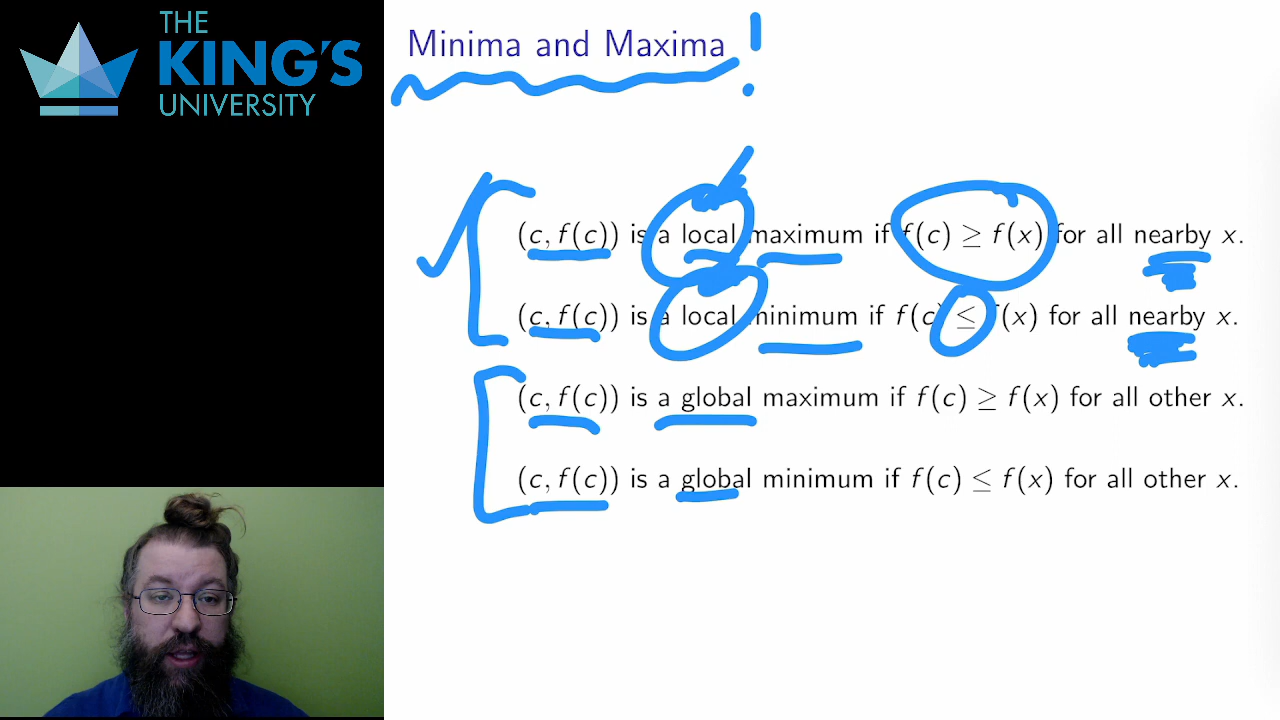 THE
KING'S
UNIVERSITY
Minima and Maxima !
(c, f(c)) is a local maximum if f(c) ≥ f(x) for all nearby x.
(c, f(c)) is a local minimum if f(c) ≤ f(x) for all nearby x.
(c, f(c)) is a global maximum if f(c) ≥ f(x) for all other x.
(c, f(c)) is a global minimum if f(c) ≤ f(x) for all other x.